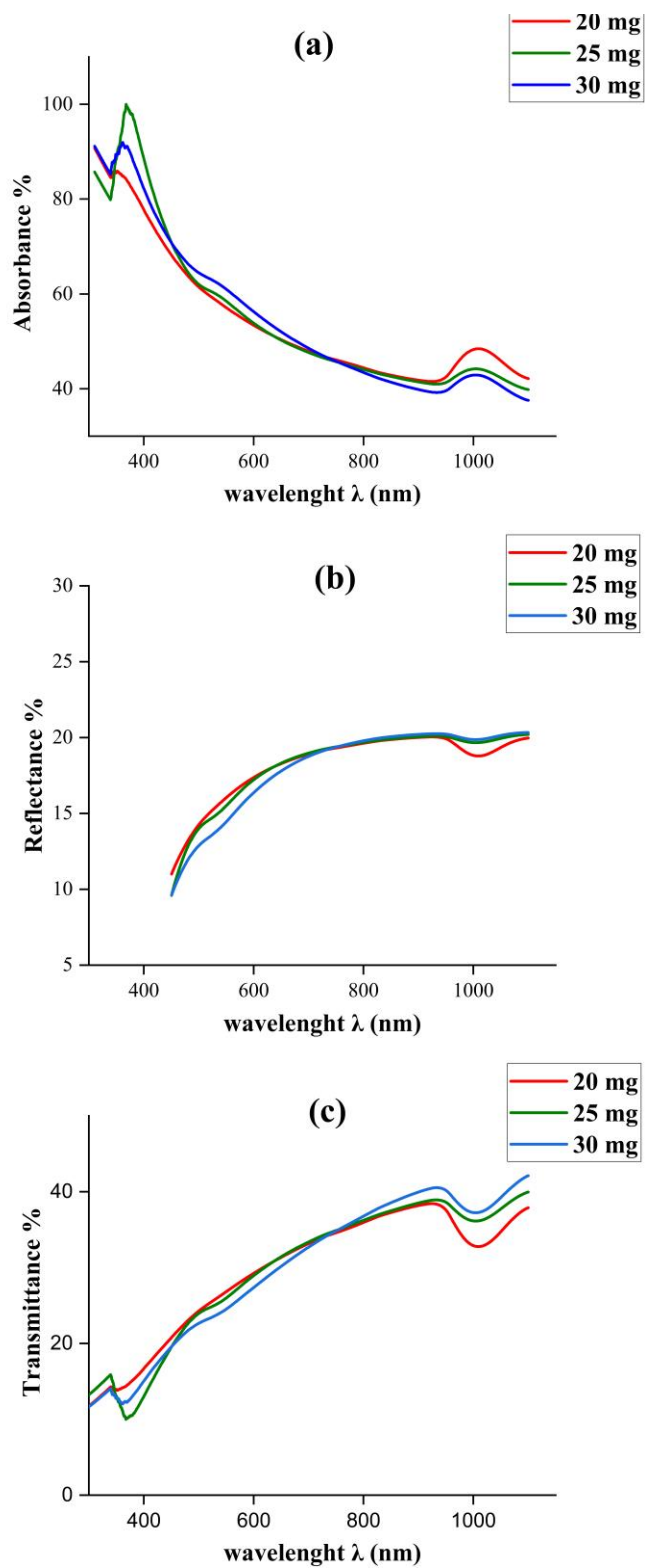 (a)
20 mg
25 mg
30 mg
100
80
60
40
Absorbance %
400 600 800 1000
wavelenght λ (nm)
(b)
20 mg
25 mg
30 mg
30
25
20
15
10
5
Reflectance %
400 600 800 1000
wavelenght λ (nm)
(c)
20 mg
25 mg
30 mg
40
20
0
Transmittance %
400 600 800 1000
wavelenght λ (nm)